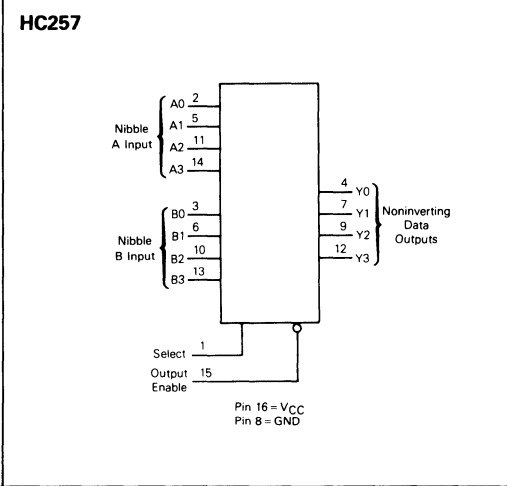 HC257
Nibble
A Input
A0 2
A1 5
A2 11
A3 14
Nibble
B Input
B0 3
B1 6
B2 10
B3 13
4 Y0
7 Y1
9 Y2
12 Y3
Noninverting
Data
Outputs
Select 1
Output 15
Enable
Pin 16 = VCC
Pin 8 = GND